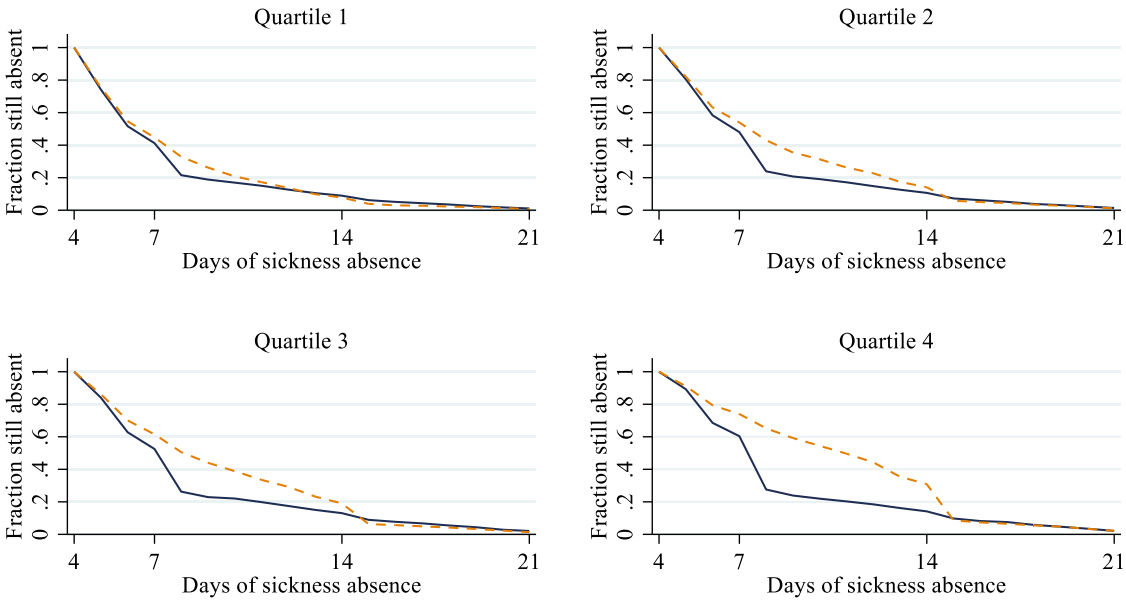 Quartile 1
Fraction still absent
0 .2 .4 .6 .8 1
4 7 14 21
Days of sickness absence
Quartile 2
Fraction still absent
0 .2 .4 .6 .8 1
4 7 14 21
Days of sickness absence
Quartile 3
Fraction still absent
0 .2 .4 .6 .8 1
4 7 14 21
Days of sickness absence
Quartile 4
Fraction still absent
0 .2 .4 .6 .8 1
4 7 14 21
Days of sickness absence